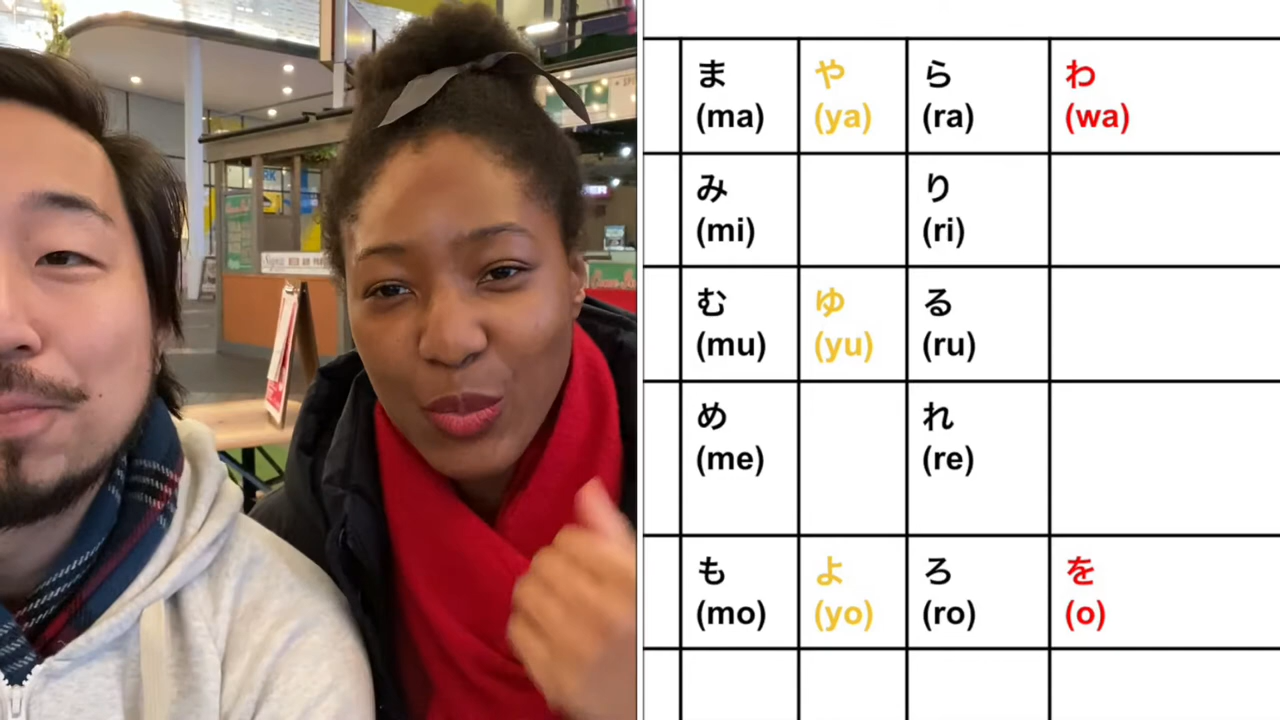 ま や ら わ
(ma) (ya) (ra) (wa)
み り
(mi) (ri)
む ゆ る
(mu) (yu) (ru)
め れ
(me) (re)
も よ ろ を
(mo) (yo) (ro) (o)